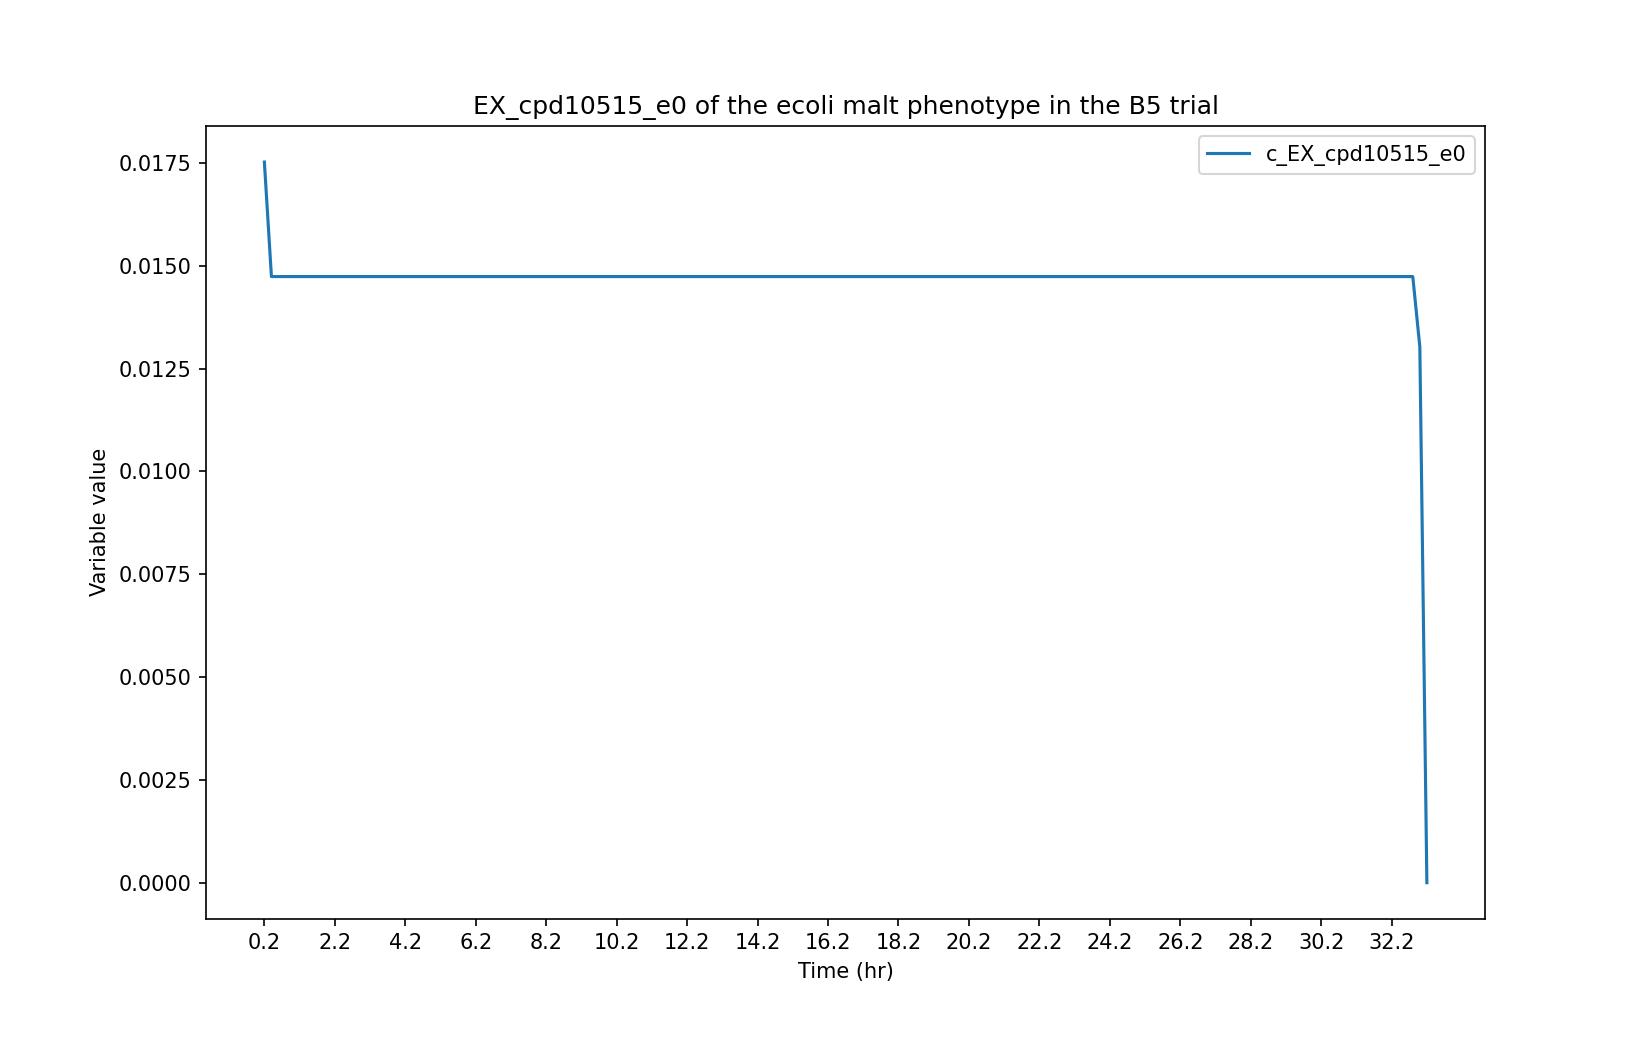 EX_cpd10515_e0 of the ecoli malt phenotype in the B5 trial
c_EX_cpd10515_e0
Variable value
0.0175
0.0150
0.0125
0.0100
0.0075
0.0050
0.0025
0.0000
0.2 2.2 4.2 6.2 8.2 10.2 12.2 14.2 16.2 18.2 20.2 22.2 24.2 26.2 28.2 30.2 32.2
Time (hr)